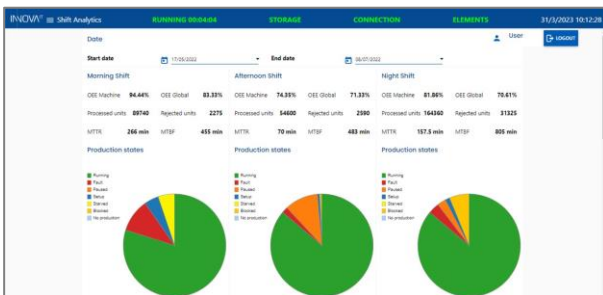 INOVA® Shift Analytics RUNNING 00:04:04 STORAGE CONNECTION ELEMENTS 31/3/2023 10:12:28
Date User LOGOUT
Start date 17/05/2022 End date 08/07/2022
Morning Shift Afternoon Shift Night Shift
OEE Machine 94.44% OEE Global 83.33% OEE Machine 74.35% OEE Global 71.33% OEE Machine 81.86% OEE Global 70.61%
Processed units 89740 Rejected units 2275 Processed units 54600 Rejected units 2590 Processed units 164360 Rejected units 31325
MTTR 266 min MTBF 455 min MTTR 70 min MTBF 483 min MTTR 157.5 min MTBF 805 min
Production states Production states Production states
Running Running Running
Fault Fault Fault
Paused Paused Paused
Setup Setup Setup
Starved Starved Starved
Blocked Blocked Blocked
No production No production No production